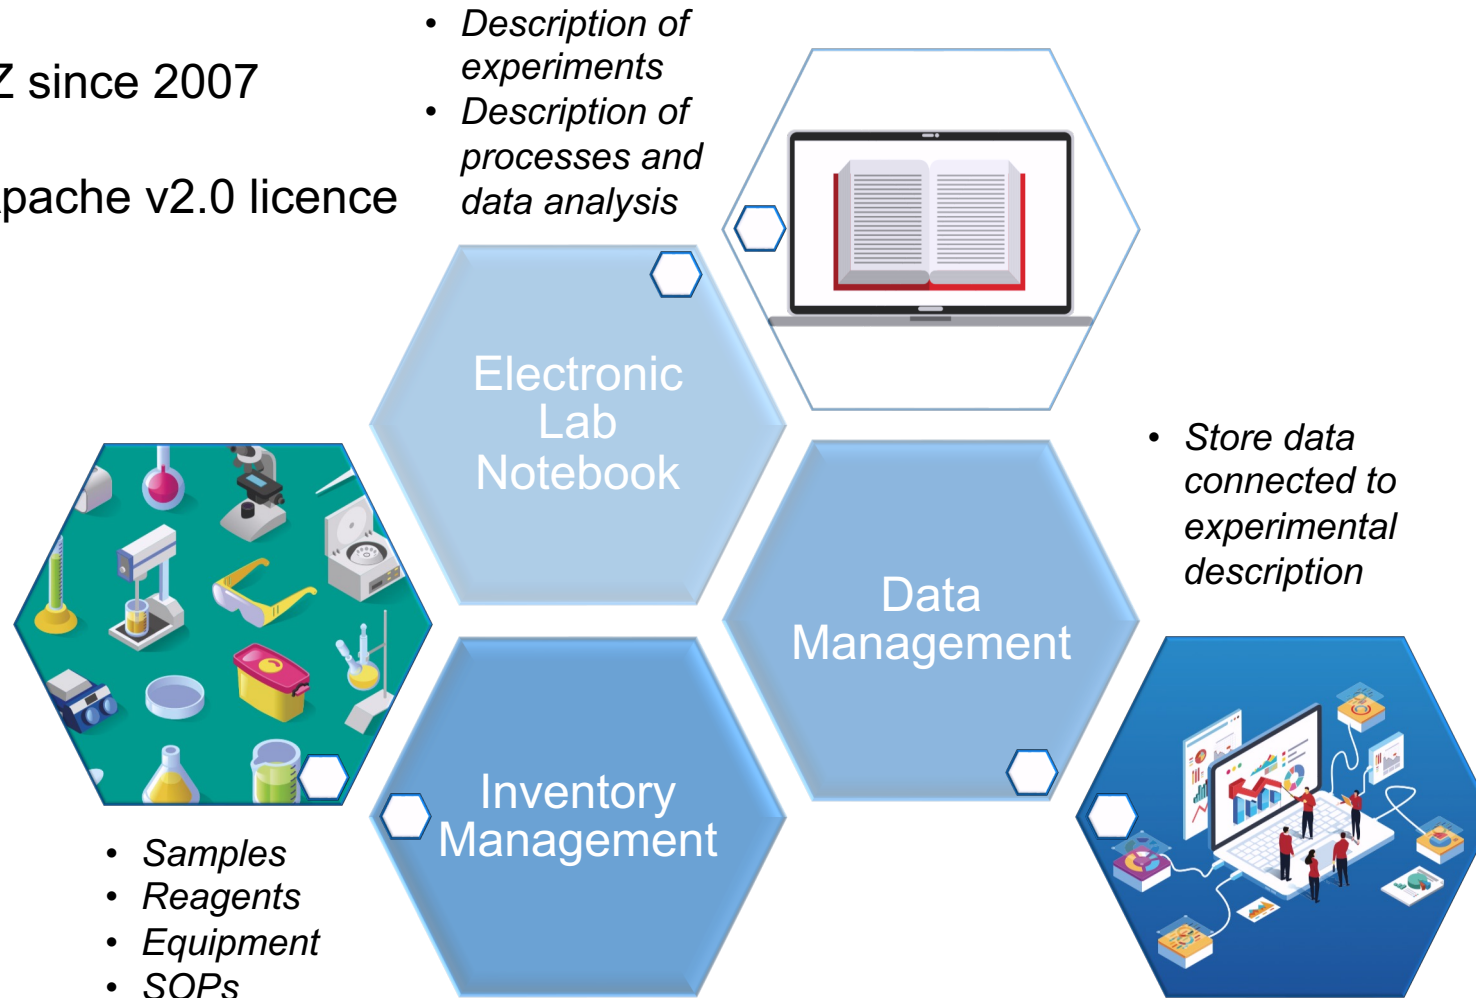 Z since 2007
Apache v2.0 licence
• Description of
experiments
• Description of
processes and
data analysis
Electronic
Lab
Notebook
• Store data
connected to
experimental
description
Data
Management
Inventory
Management
• Samples
• Reagents
• Equipment
• SOPs